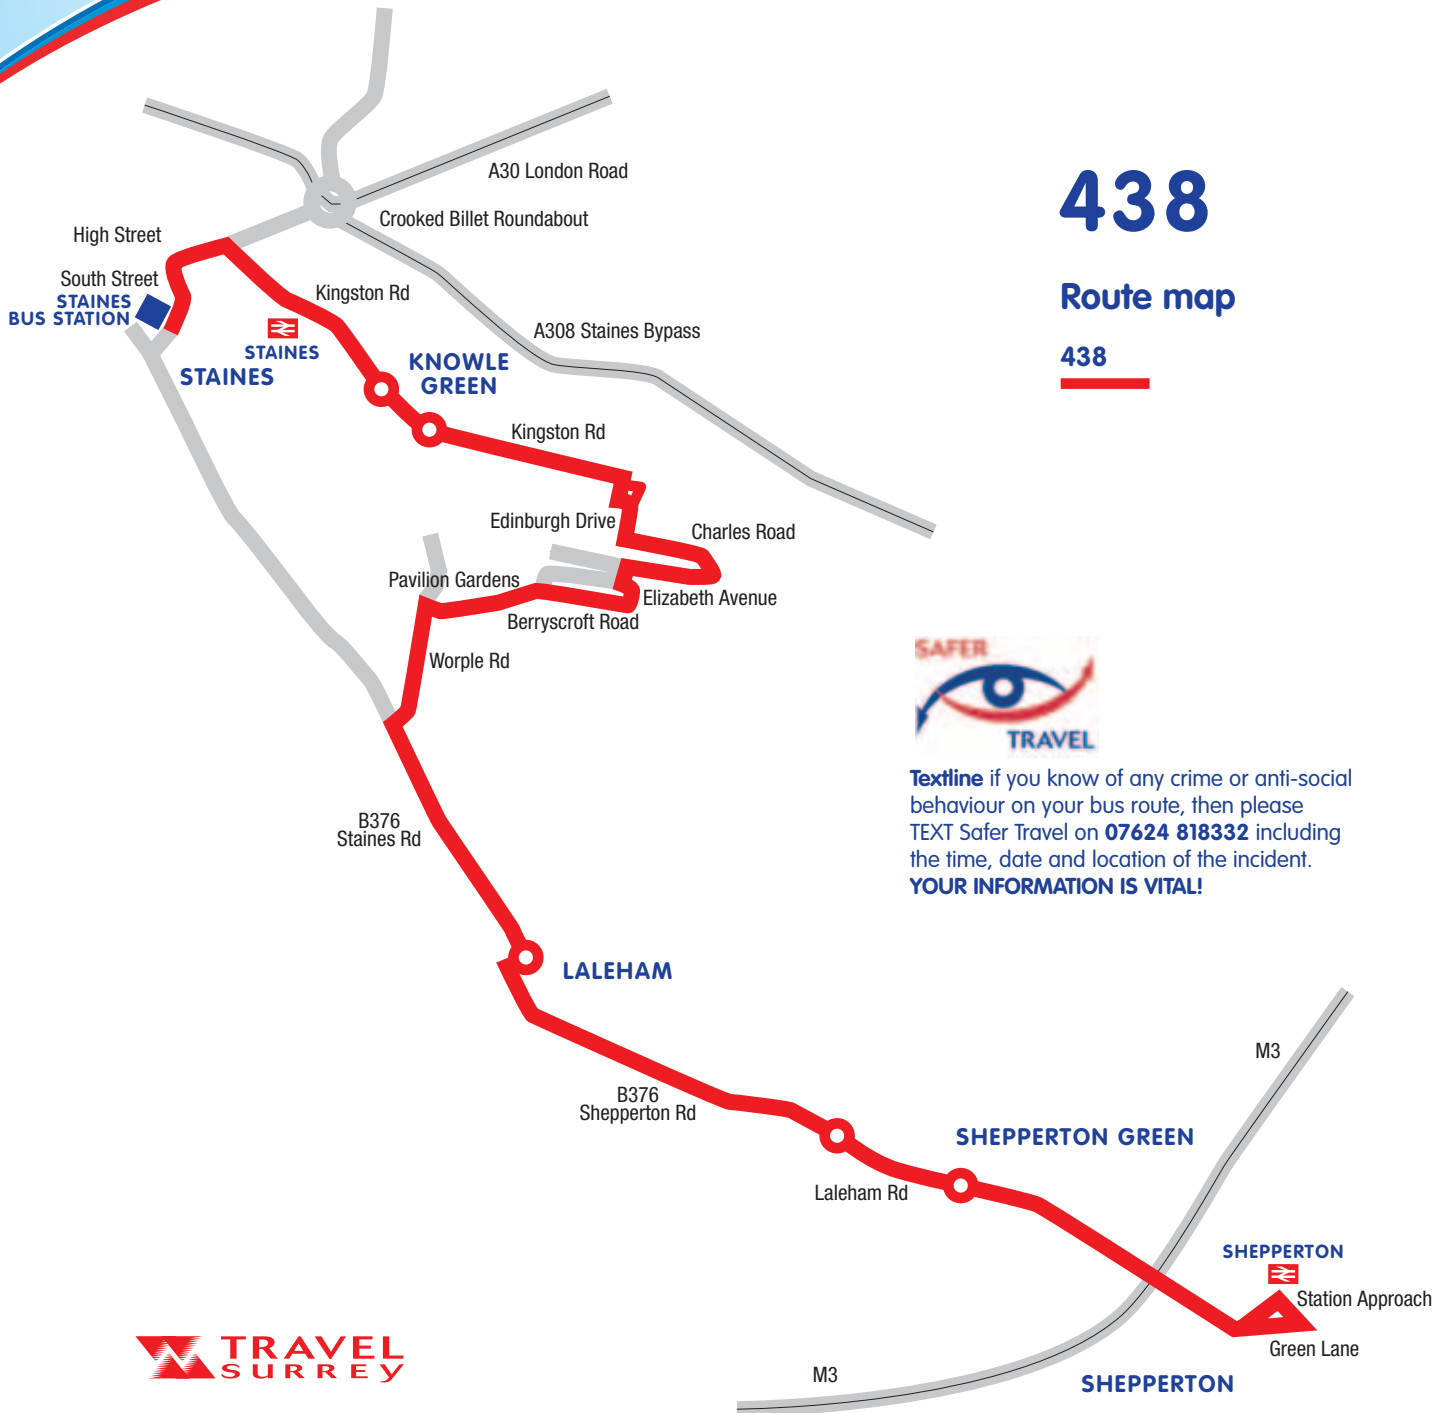 A30 London Road
438
Crooked Billet Roundabout
High Street
South Street
STAINES
BUS STATION
Kingston Rd
Route map
A308 Staines Bypass
STAINES
438
KNOWLE
GREEN
STAINES
Kingston Rd
Edinburgh Drive
Charles Road
Pavilion Gardens
Elizabeth Avenue
Berryscroft Road
Worple Rd
SAFER
TRAVEL
Textline if you know of any crime or anti-social
behaviour on your bus route, then please
TEXT Safer Travel on 07624 818332 including
the time, date and location of the incident.
YOUR INFORMATION IS VITAL!
B376
Staines Rd
LALEHAM
M3
B376
Shepperton Rd
SHEPPERTON GREEN
Laleham Rd
SHEPPERTON
Station Approach
Green Lane
M3
SHEPPERTON
TRAVEL
SURREY